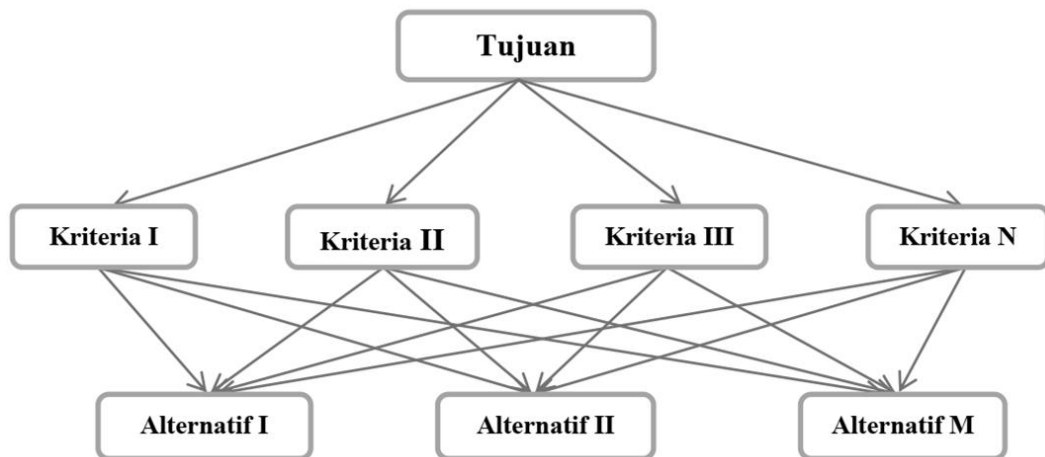 Tujuan
Kriteria I
Kriteria II
Kriteria III
Kriteria N
Alternatif I
Alternatif II
Alternatif M